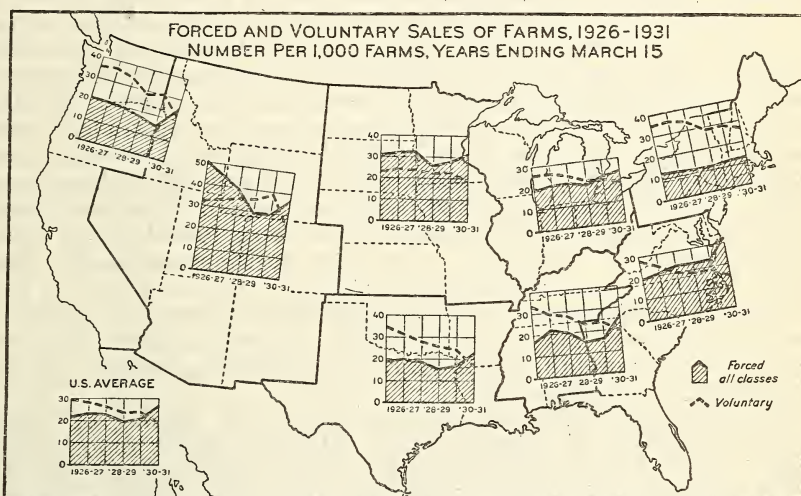 FORCED AND VOLUNTARY SALES OF FARMS, 1926-1931
NUMBER PER 1,000 FARMS, YEARS ENDING MARCH 15
40
30
20
10
0
1926-27 '28-29 '30-31
50
40
30
20
10
0
1926-27 '28-29 '30-31
40
30
20
10
0
1926-27 '28-29 '30-31
30
20
10
0
1926-27 '28-29 '30-31
40
30
20
10
0
1926-27 '28-29 '30-31
30
20
10
0
1926-27 '28-29 '30-31
40
30
20
10
0
1926-27 '28-29 '30-31
40
30
20
10
0
1926-27 '28-29 '30-31
U.S. AVERAGE
30
20
10
0
1926-27 '28-29 '30-31
Forced
all classes
Voluntary